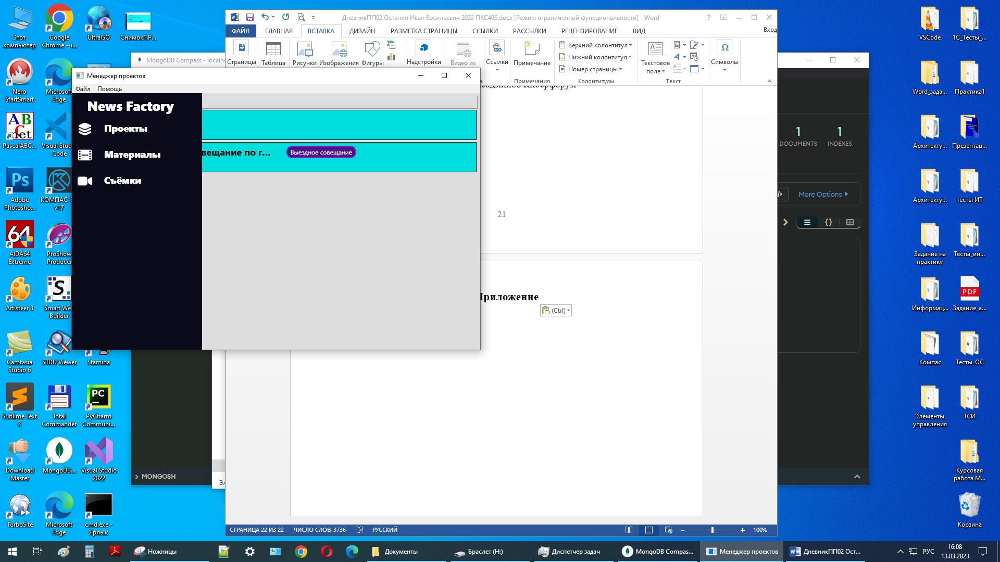 Этот компьютер
Google Chrome --i...
UltraISO
Снимок1.P...
Nero StartSmart
Microsoft Edge
PascalABC...
Visual Stud Code
Adobe Photosho...
КОМПАС-3 v17
AIDA64 Extreme
ProShow Producer
Artisteer 3
Smart We Builder
Camtasia Studio 6
STDU Viewer
Stamina
Sublime Text 3
Total Commander
PyCharm Communi...
Download Master
MongoDB...
Visual Studio 2022
TurboSite
Microsoft Edge
cmd.exe - Ярлык
MongoDB Compass - localh
>_MONGOSH
Менеджер проектов
Файл
Помощь
News Factory
Проекты
Материалы
Съёмки
вещание по г...
Выездное совещание
ДневникПП02 Останин Иван Васильевич 2023 ПКС406.docx [Режим ограниченной функциональности] - Word
ФАЙЛ
ГЛАВНАЯ
ВСТАВКА
ДИЗАЙН
РАЗМЕТКА СТРАНИЦЫ
ССЫЛКИ
РАССЫЛКИ
РЕЦЕНЗИРОВАНИЕ
ВИД
Вход
Страницы
Таблица
Рисунки
Изображения
Фигуры
Надстройки
Видео из
Ссылки
Примечание
Верхний колонтитул
Нижний колонтитул
Номер страницы
Текстовое поле
Символы
Примечания
Колонтитулы
Текст
21
Приложение
(Ctrl)
СТРАНИЦА 22 ИЗ 22
ЧИСЛО СЛОВ: 3736
РУССКИЙ
100%
1
DOCUMENTS
1
INDEXES
More Options
VSCode
1С_Тесты_...
Word_зада...
Практика1
Архитекту...
Презентац...
Архитекту...
тесты ИТ
Задание на практику
Тесты_ин...
Информац...
PDF
Задание_а...
Компас
Тесты_ОС
Элементы управления
ТСИ
Курсовая работа М...
Корзина
Ножницы
Документы
Браслет (H:)
Диспетчер задач
MongoDB Compas...
Менеджер проектов
ДневникПП02 Ост...
РУС
16:08
13.03.2023